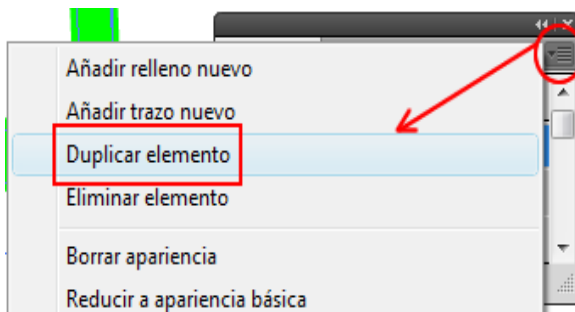 Añadir relleno nuevo
Añadir trazo nuevo
Duplicar elemento
Eliminar elemento
Borrar apariencia
Reducir a apariencia básica